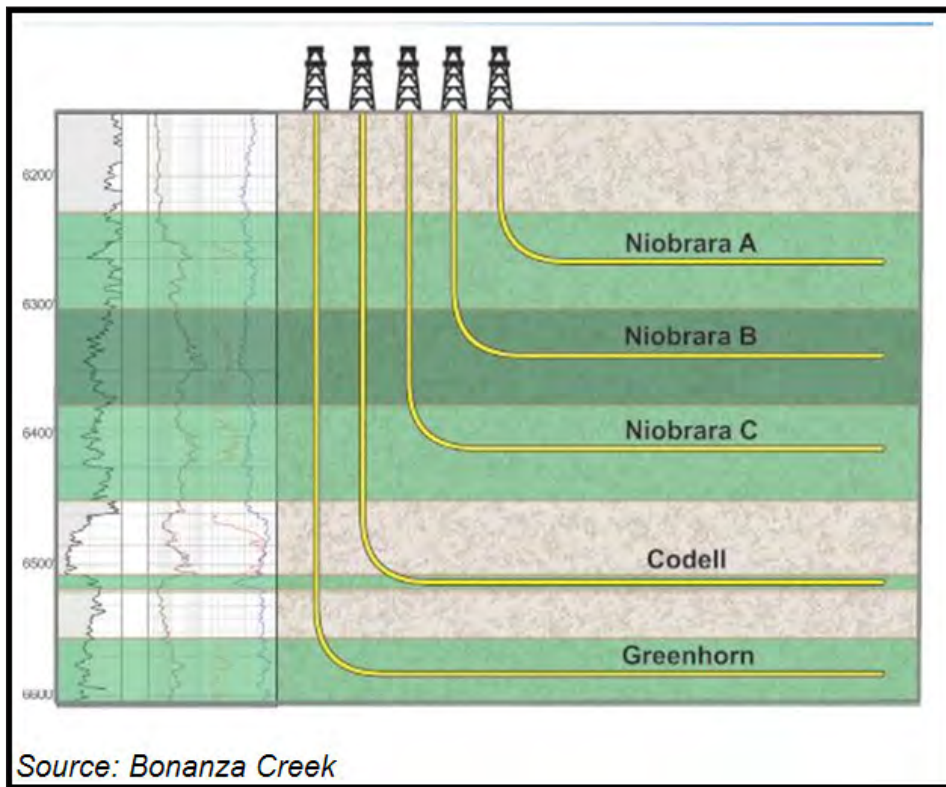 6200
Niobrara A
6300
Niobrara B
6400
Niobrara C
6500
Codell
Greenhorn
6600
Source: Bonanza Creek